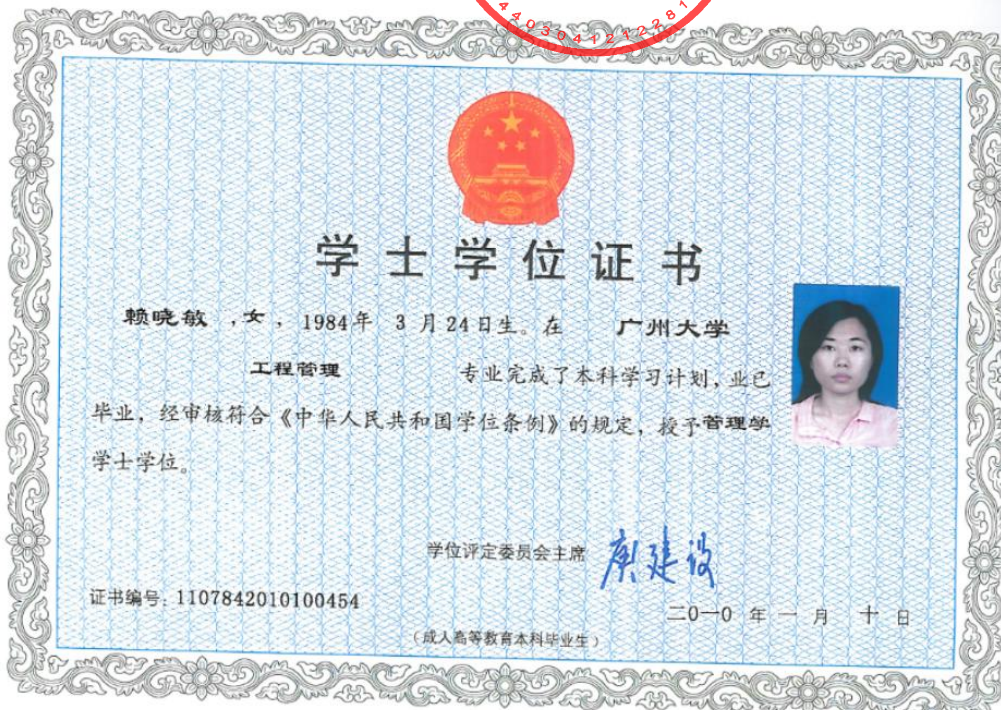 4403041212281
学士学位证书
赖晓敏 ,女, 1984年 3月24日生。在 广州大学
工程管理 专业完成了本科学习计划,业已
毕业,经审核符合《中华人民共和国学位条例》的规定,授予管理学
学士学位。
学位评定委员会主席 庾建设
证书编号:1107842010100454
二0一0 年 一 月 十 日
(成人高等教育本科毕业生)